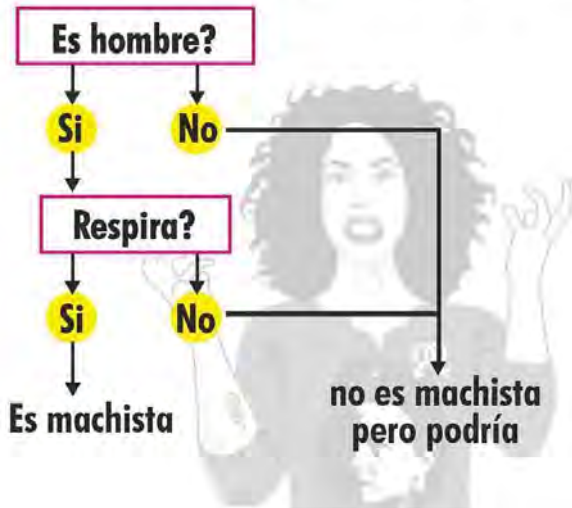 Es hombre?
Si No
Respira?
Si No
Es machista
no es machista
pero podría